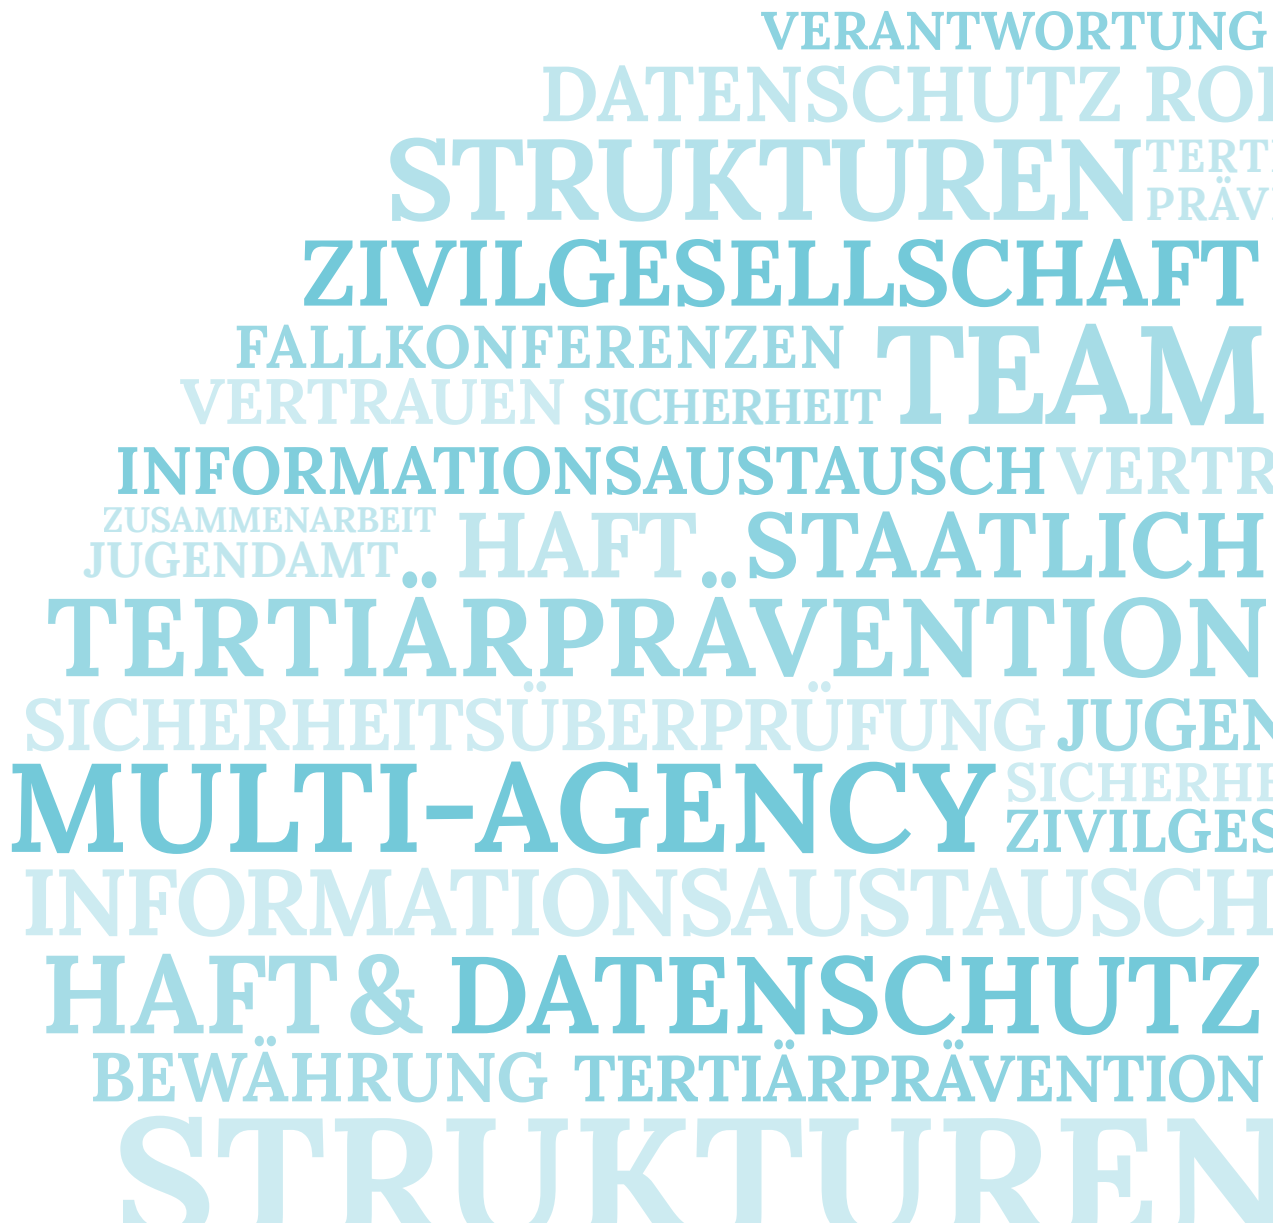 VERANTWORTUNG
DATENSCHUTZ
STRUKTUREN
ZIVILGESELLSCHAFT
FALLKONFERENZEN TEAM
VERTRAUEN SICHERHEIT
INFORMATIONSAUSTAUSCH
ZUSAMMENARBEIT
JUGENDAMT HAFT STAATLICH
TERTIÄRPRÄVENTION
SICHERHEITSÜBERPRÜFUNG
MULTI-AGENCY
INFORMATIONSAUSTAUSCH
HAFT & DATENSCHUTZ
BEWÄHRUNG TERTIÄRPRÄVENTION
STRUKTUREN